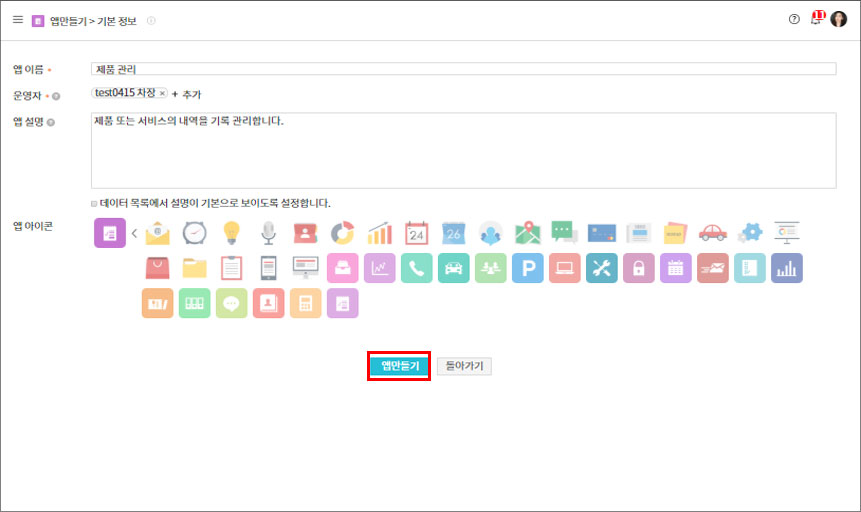 앱만들기 > 기본 정보
11
앱 이름 *
제품 관리
운영자 *
test0415 차장 × + 추가
앱 설명
제품 또는 서비스의 내역을 기록 관리합니다.
데이터 목록에서 설명이 기본으로 보이도록 설정합니다.
앱 아이콘
24
26
P
앱만들기
돌아가기